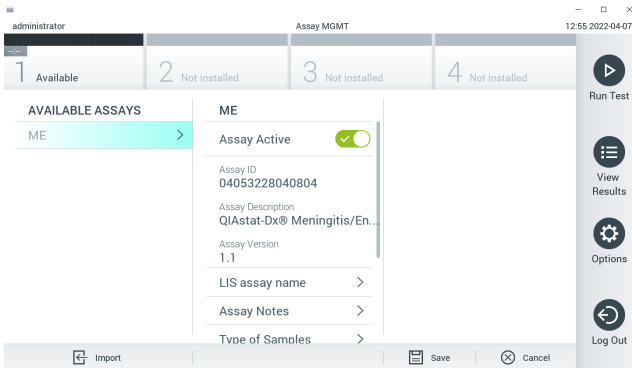 administrator
Assay MGMT
12:55 2022-04-07
--:--
1 Available
2 Not installed
3 Not installed
4 Not installed
Run Test
View
Results
Options
Log Out
AVAILABLE ASSAYS
ME
ME
Assay Active
Assay ID
04053228040804
Assay Description
QIAstat-Dx® Meningitis/En...
Assay Version
1.1
LIS assay name
Assay Notes
Type of Samples
Import
Save
Cancel